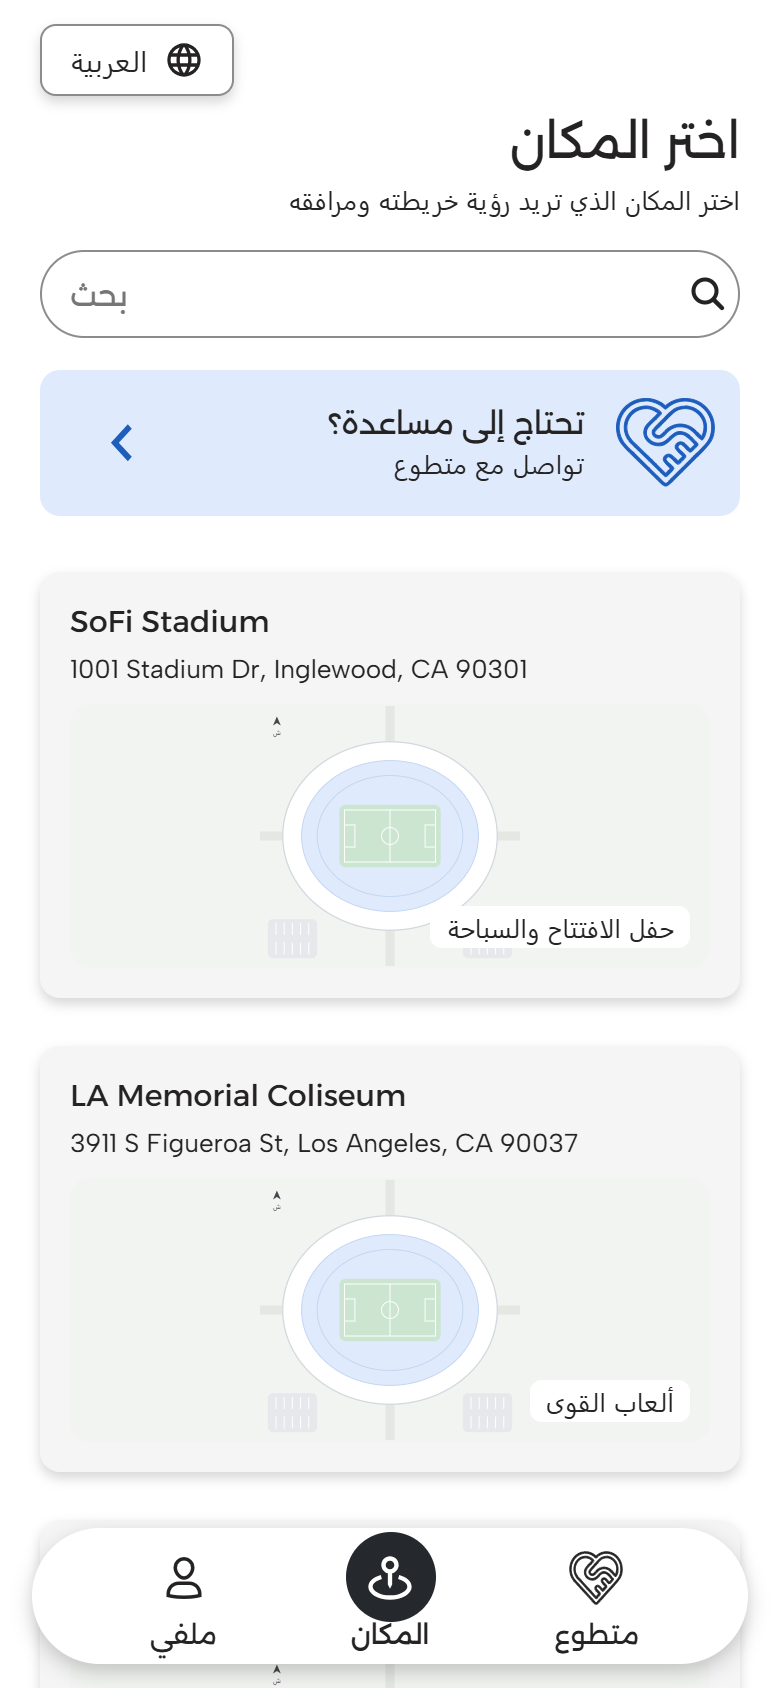 العربية
اختر المكان
اختر المكان الذي تريد رؤية خريطته ومرافقه
بحث
تحتاج إلى مساعدة؟
تواصل مع متطوع
SoFi Stadium
1001 Stadium Dr, Inglewood, CA 90301
ش
حفل الافتتاح والسباحة
LA Memorial Coliseum
3911 S Figueroa St, Los Angeles, CA 90037
ش
ألعاب القوى
متطوع
المكان
ملفي
ش